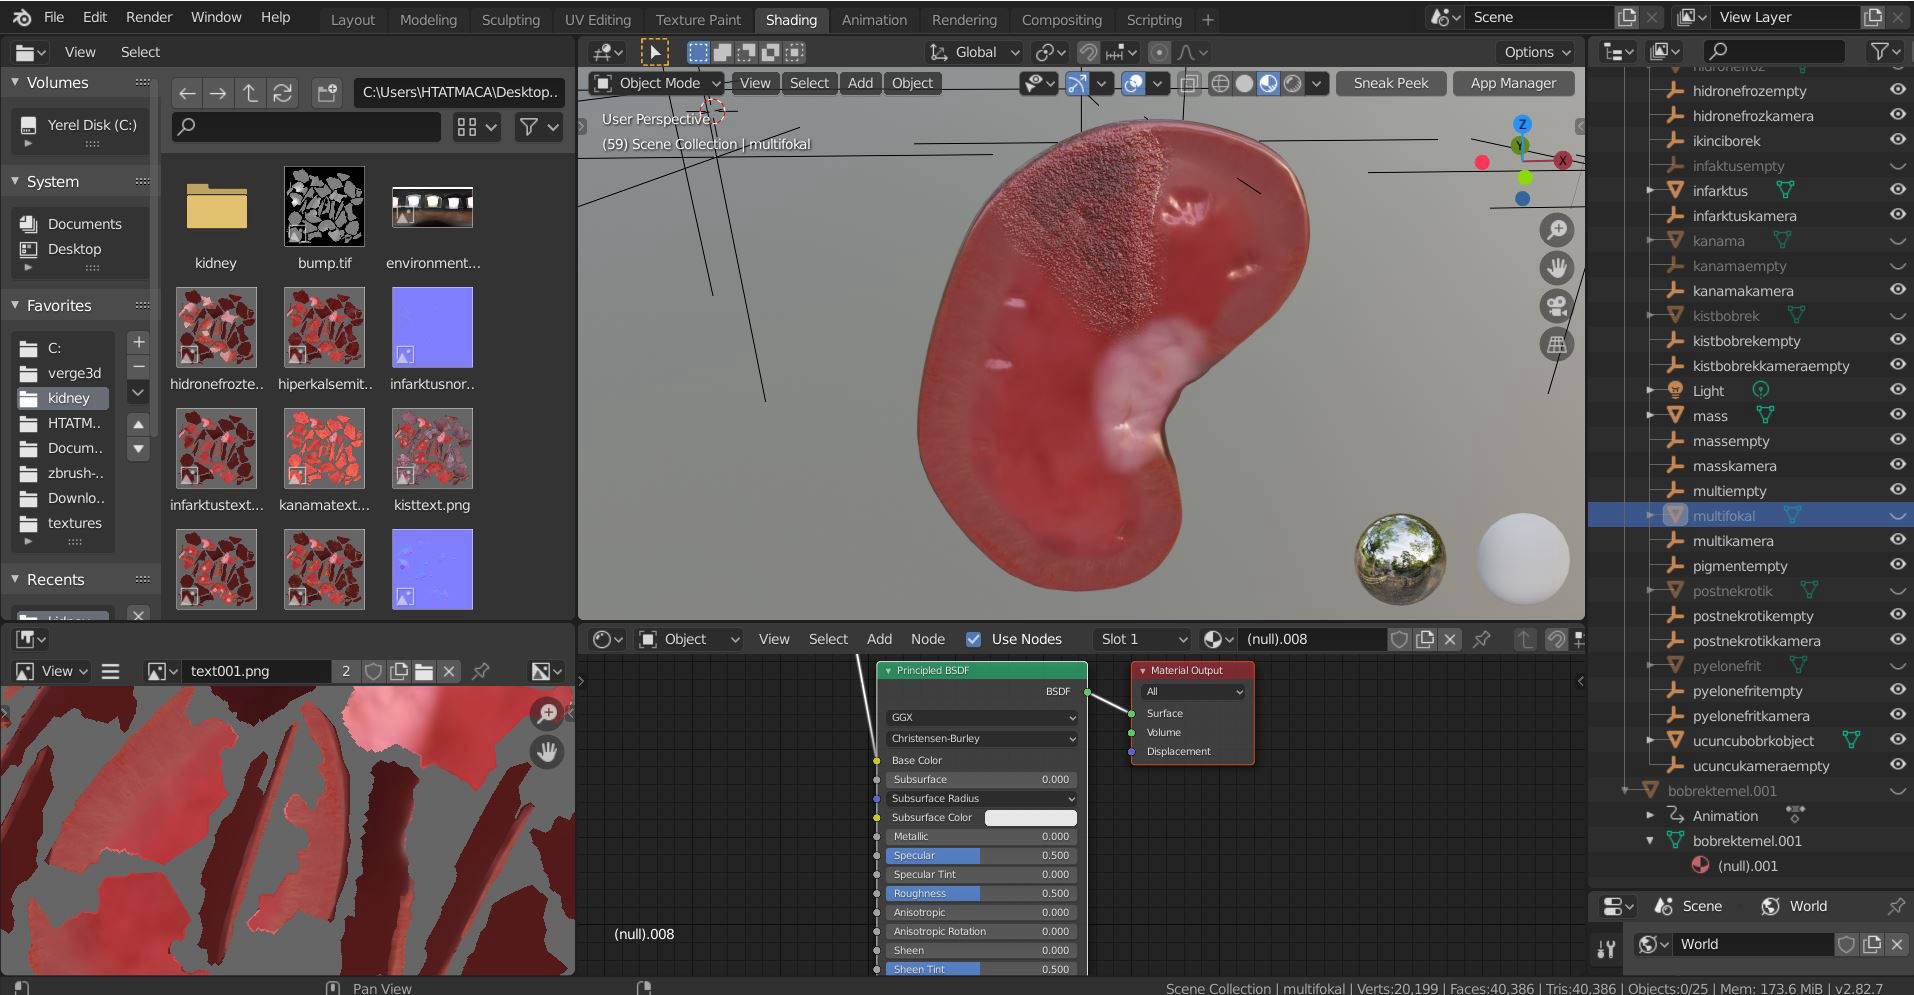 File Edit Render Window Help Layout Modeling Sculpting UV Editing Texture Paint Shading Animation Rendering Compositing Scripting + Scene View Layer
View Select
Global Options
Volumes
C:\Users\HTATMACA\Desktop..
Object Mode View Select Add Object Sneak Peek App Manager
Yerel Disk (C:)
System
Documents
Desktop
Favorites
C:
verge3d
kidney
HTATM..
Docum..
zbrush-..
Downlo..
textures
Recents
kidney bump.tif environment...
hidronefrozte.. hiperkalsemit.. infarktusnor..
infarktustext... kanamatext... kisttext.png
User Perspective
(59) Scene Collection | multifokal
Z
Y
X
hidronefroz
hidronefrozempty
hidronefrozkamera
ikinciborek
infaktusempty
infarktus
infarktuskamera
kanama
kanamaempty
kanamakamera
kistbobrek
kistbobrekempty
kistbobrekkameraempty
Light
mass
massempty
masskamera
multiempty
multifokal
multikamera
pigmentempty
postnekrotik
postnekrotikempty
postnekrotikkamera
pyelonefrit
pyelonefritempty
pyelonefritkamera
ucuncubobrkobject
ucuncukameraempty
bobrektemel.001
Animation
bobrektemel.001
(null).001
Scene World
World
View text001.png 2
Object View Select Add Node Use Nodes Slot 1 (null).008
Principled BSDF
BSDF
GGX
Christensen-Burley
Base Color
Subsurface 0.000
Subsurface Radius
Subsurface Color
Metallic 0.000
Specular 0.500
Specular Tint 0.000
Roughness 0.500
Anisotropic 0.000
Anisotropic Rotation 0.000
Sheen 0.000
Sheen Tint 0.500
Material Output
All
Surface
Volume
Displacement
(null).008
Pan View
Scene Collection | multifokal | Verts:20,199 | Faces:40,386 | Tris:40,386 | Objects:0/25 | Mem: 173.6 MiB | v2.82.7